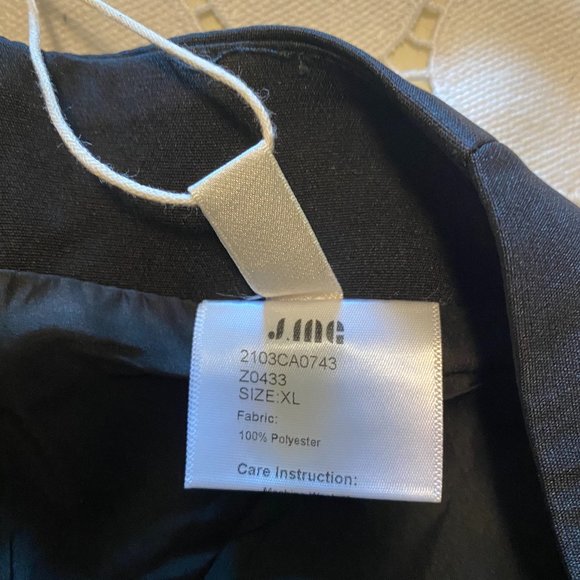 J.ING
2103CA0743
Z0433
SIZE:XL
Fabric:
100% Polyester
Care Instruction: